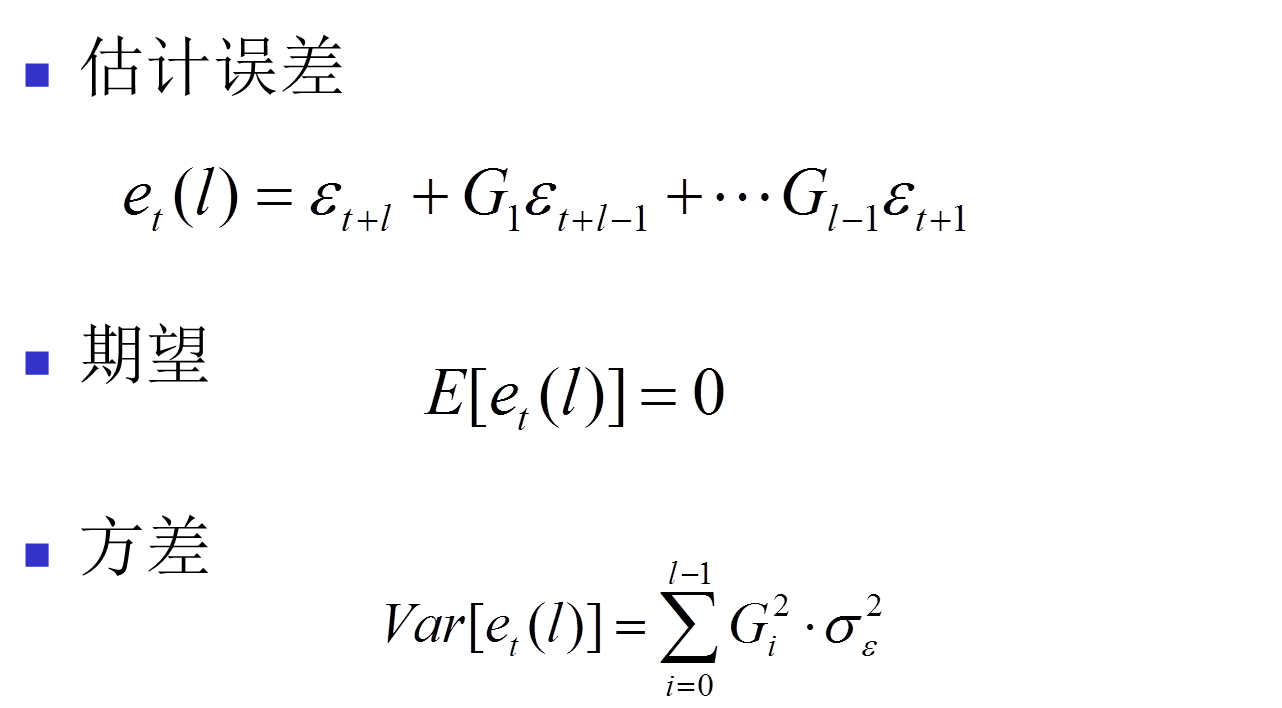 估计误差
e_t(l) = ε_{t+l} + G_1 ε_{t+l−1} + ⋯ G_{l−1} ε_{t+1}
期望
E[e_t(l)] = 0
方差
Var[e_t(l)] = ∑_{i=0}^{l−1} G_i^2 · σ_ε^2